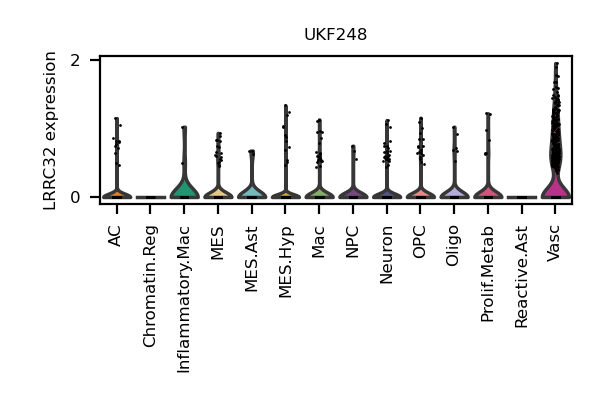 UKF248
LRRC32 expression
2
0
AC
Chromatin.Reg
Inflammatory.Mac
MES
MES.Ast
MES.Hyp
Mac
NPC
Neuron
OPC
Oligo
Prolif.Metab
Reactive.Ast
Vasc